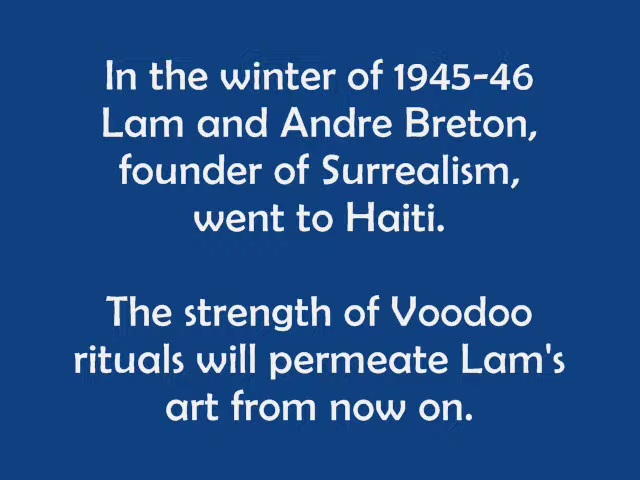 In the winter of 1945-46
Lam and Andre Breton,
founder of Surrealism,
went to Haiti.
The strength of Voodoo
rituals will permeate Lam's
art from now on.